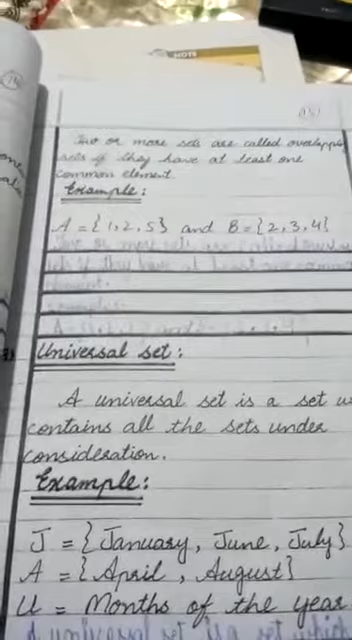 NOTE
Two or more sets are called overlapping
sets if they have at least one
common element.
Example:
A = {1, 2, 5} and B = {2, 3, 4}
Universal set:
A universal set is a set w
contains all the sets under
consideration.
Example:
J = {January, June, July}
A = {April, August}
U = Months of the year